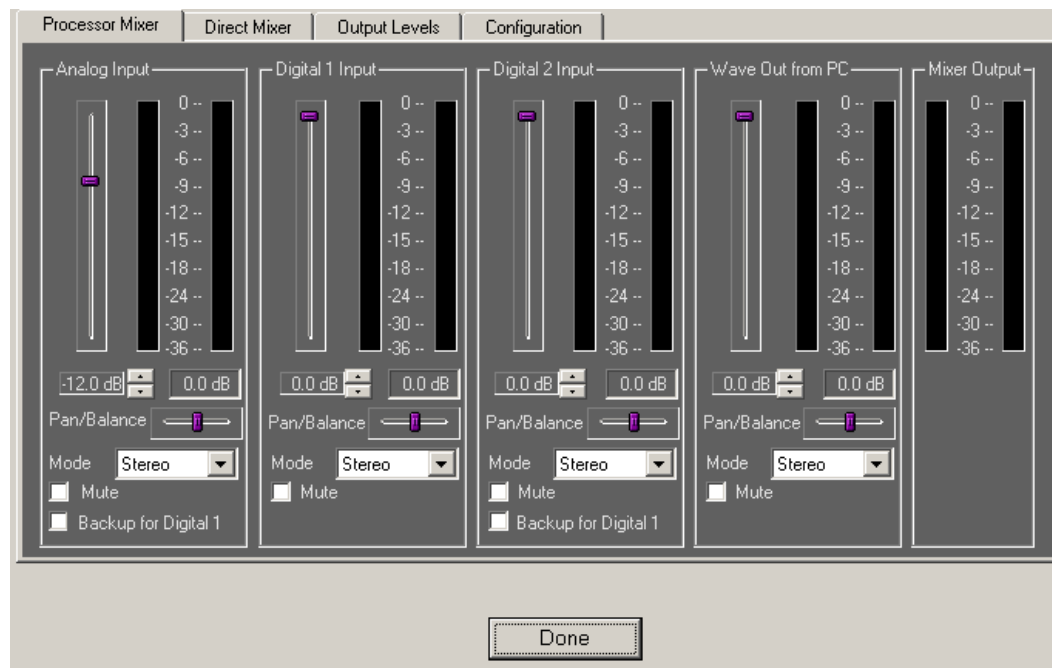 Processor Mixer
Direct Mixer
Output Levels
Configuration
Analog Input
0 --
-3 --
-6 --
-9 --
-12 --
-15 --
-18 --
-24 --
-30 --
-36 --
-12.0 dB
0.0 dB
Pan/Balance
Mode
Stereo
Mute
Backup for Digital 1
Digital 1 Input
0 --
-3 --
-6 --
-9 --
-12 --
-15 --
-18 --
-24 --
-30 --
-36 --
0.0 dB
0.0 dB
Pan/Balance
Mode
Stereo
Mute
Digital 2 Input
0 --
-3 --
-6 --
-9 --
-12 --
-15 --
-18 --
-24 --
-30 --
-36 --
0.0 dB
0.0 dB
Pan/Balance
Mode
Stereo
Mute
Backup for Digital 1
Wave Out from PC
0 --
-3 --
-6 --
-9 --
-12 --
-15 --
-18 --
-24 --
-30 --
-36 --
0.0 dB
0.0 dB
Pan/Balance
Mode
Stereo
Mute
Mixer Output
0 --
-3 --
-6 --
-9 --
-12 --
-15 --
-18 --
-24 --
-30 --
-36 --
Done